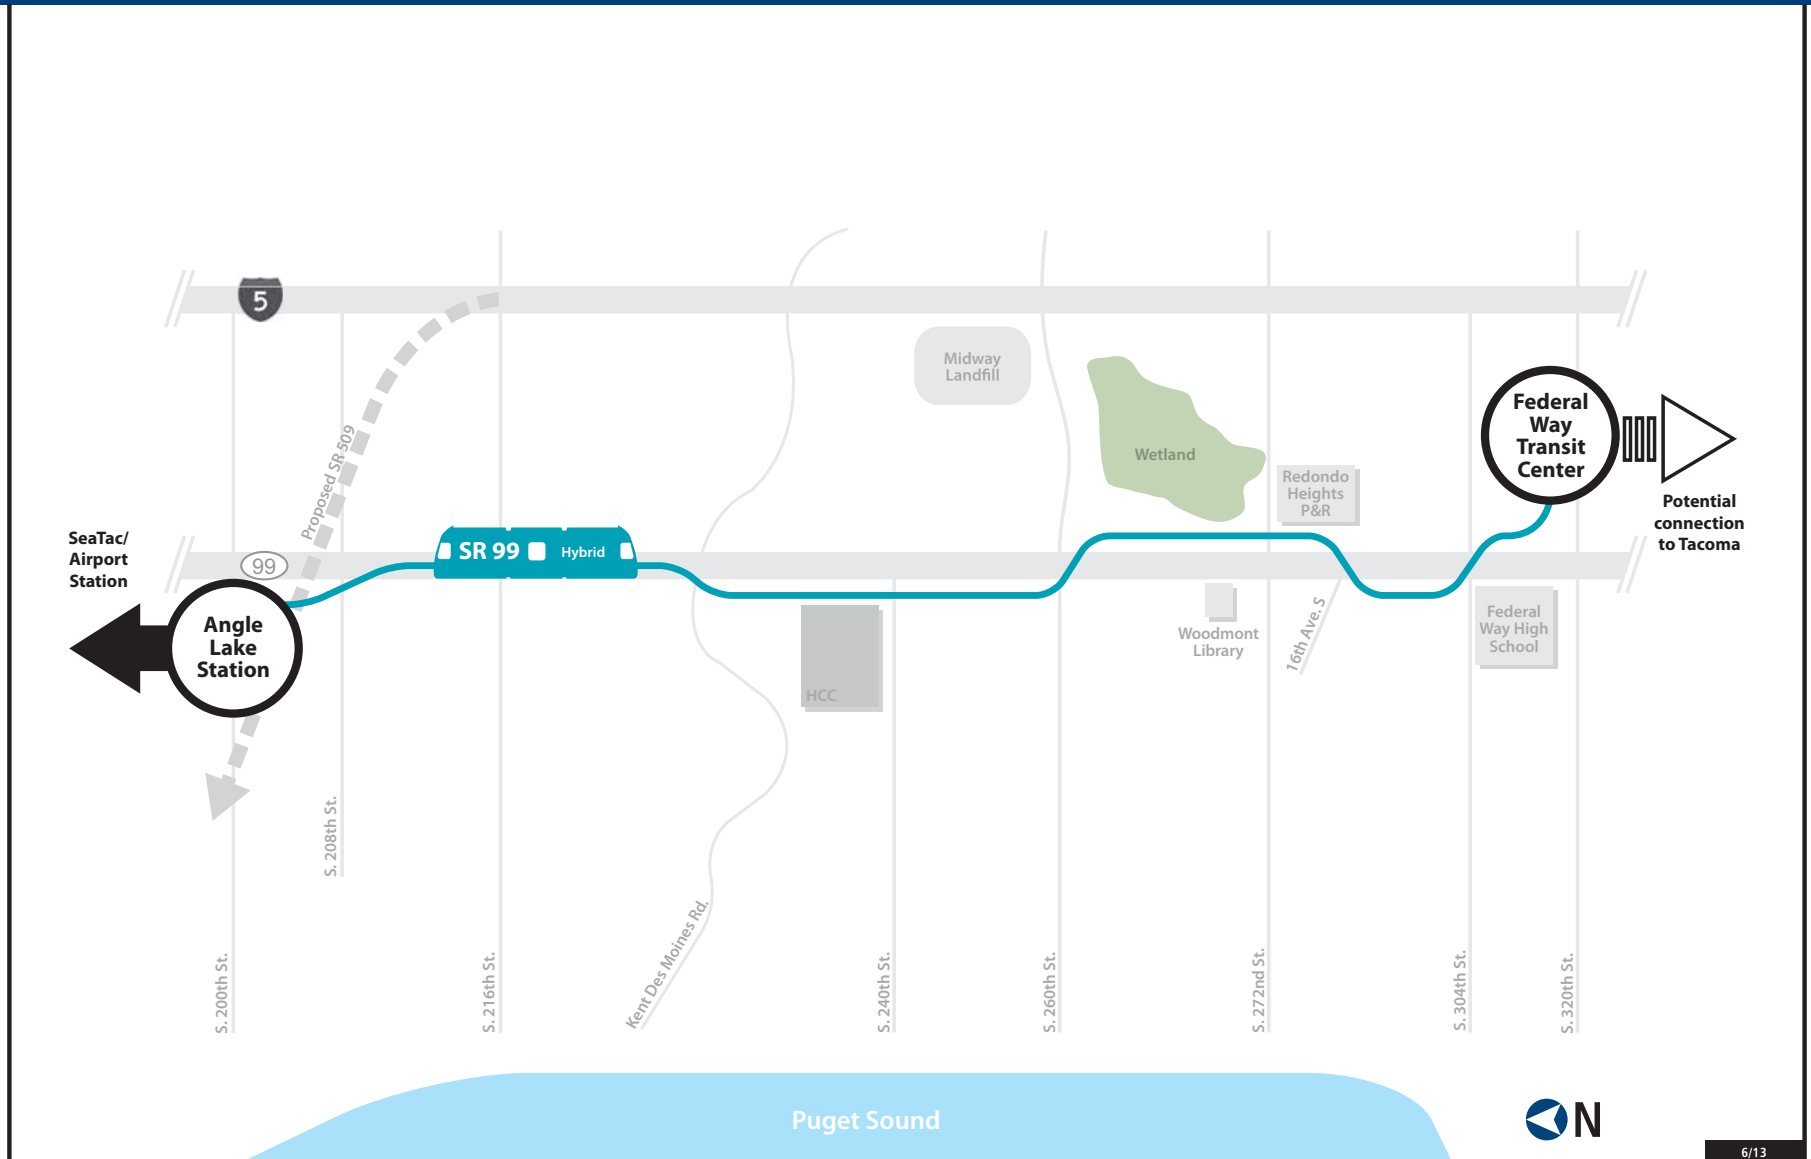 5
Midway
Landfill
Proposed SR 509
Wetland
Federal
Way
Transit
Center
Redondo
Heights
P&R
Potential
connection
to Tacoma
SeaTac/
Airport
Station
99
SR 99
Hybrid
Angle
Lake
Station
HCC
Woodmont
Library
16th Ave. S
Federal
Way High
School
S. 208th St.
S. 200th St.
S. 216th St.
Kent Des Moines Rd.
S. 240th St.
S. 260th St.
S. 272nd St.
S. 304th St.
S. 320th St.
Puget Sound
N
6/13